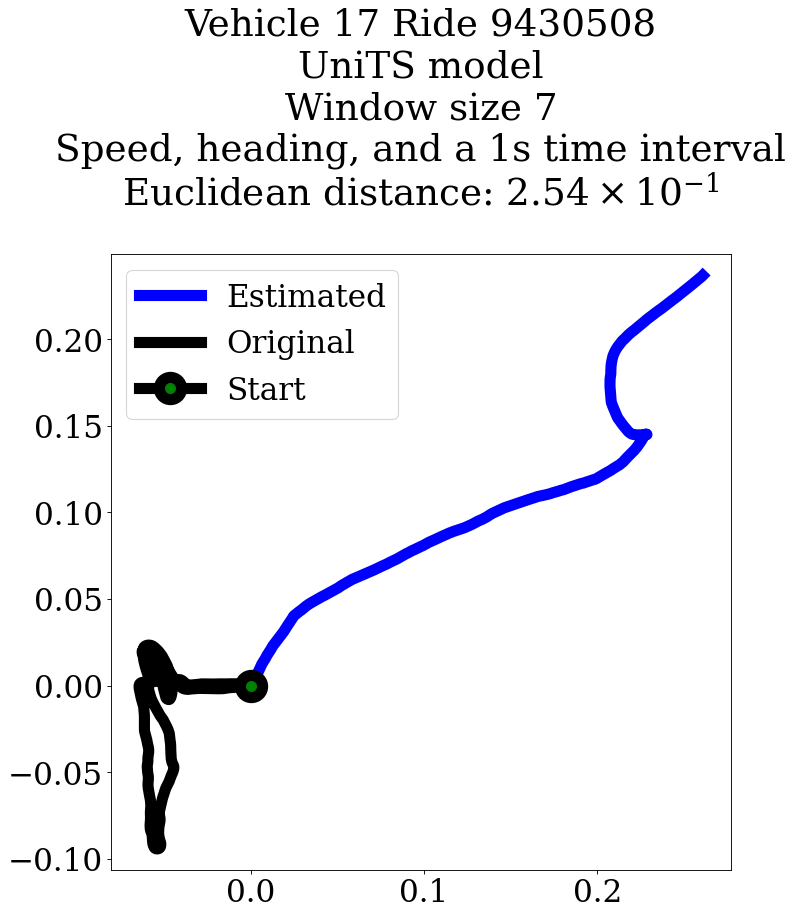 Vehicle 17 Ride 9430508
UniTS model
Window size 7
Speed, heading, and a 1s time interval
Euclidean distance: 2.54 × 10⁻¹
Estimated
Original
Start
0.20
0.15
0.10
0.05
0.00
−0.05
−0.10
0.0 0.1 0.2